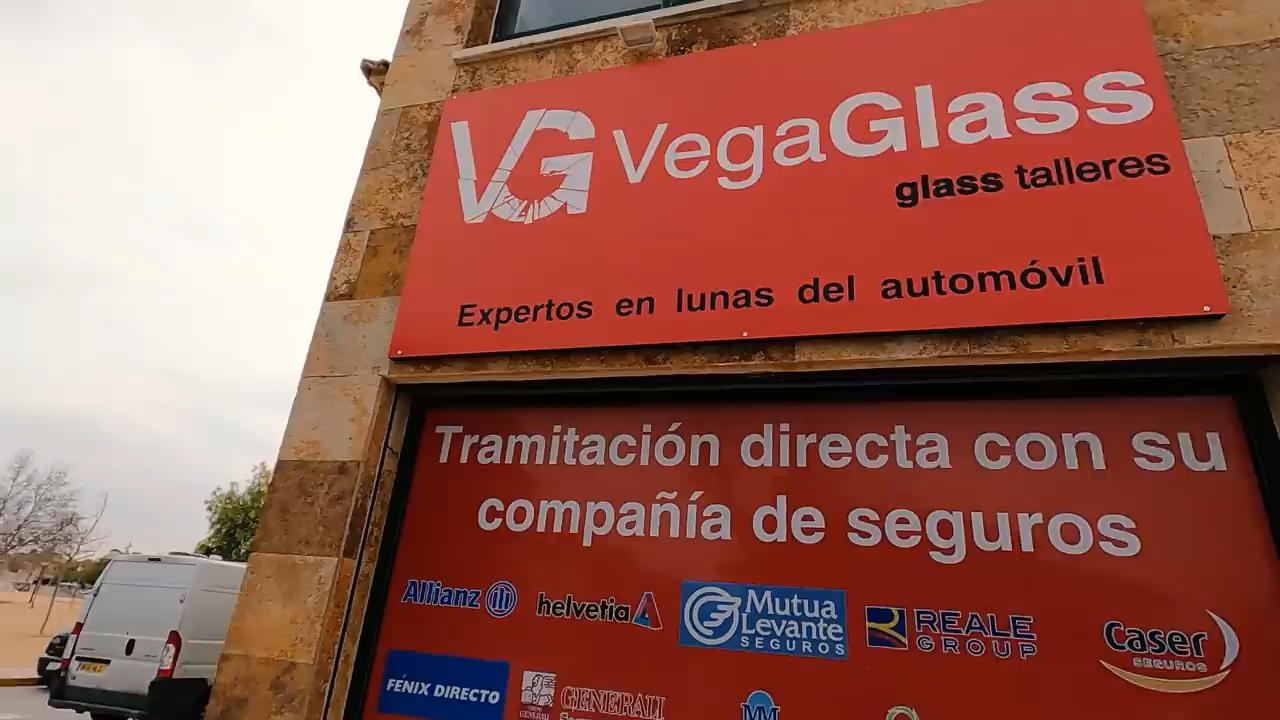 VG VegaGlass
glass talleres
Expertos en lunas del automóvil
Tramitación directa con su
compañía de seguros
Allianz helvetia Mutua Levante SEGUROS REALE GROUP Caser SEGUROS
FÉNIX DIRECTO GENERALI MM